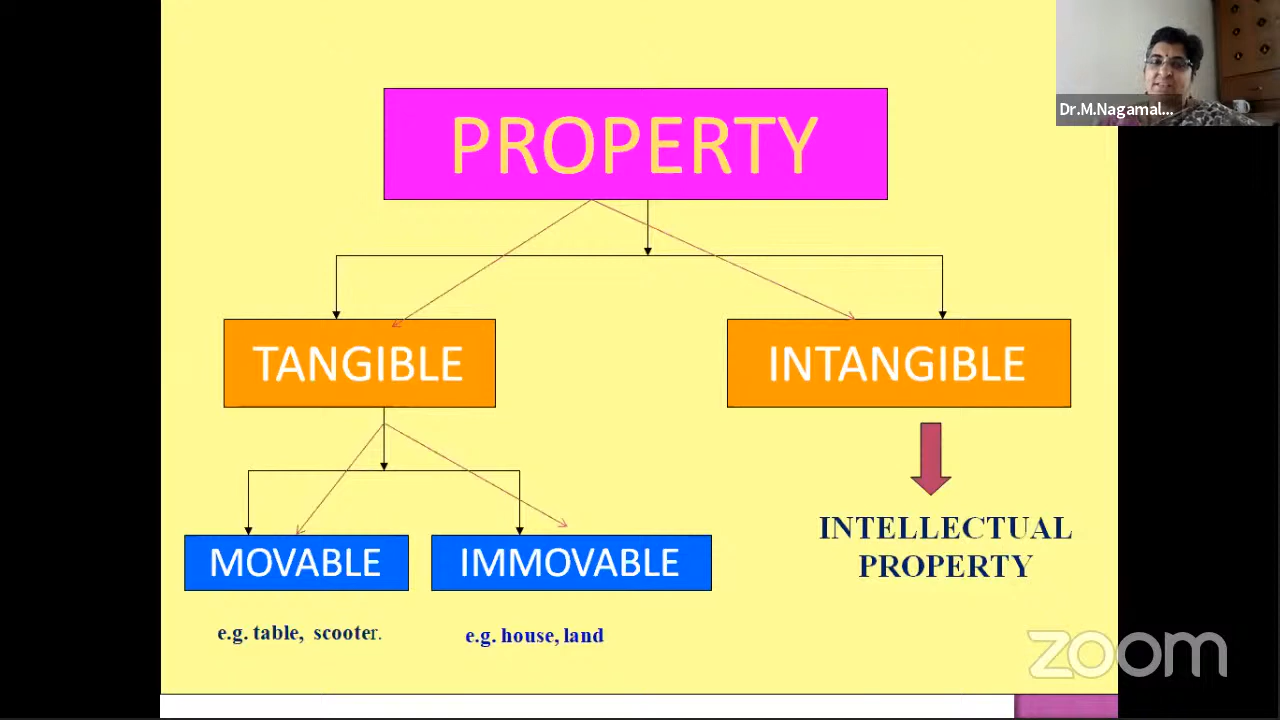 Dr.M.Nagamal...
PROPERTY
TANGIBLE
INTANGIBLE
MOVABLE
IMMOVABLE
INTELLECTUAL
PROPERTY
e.g. table, scooter.
e.g. house, land
zoom